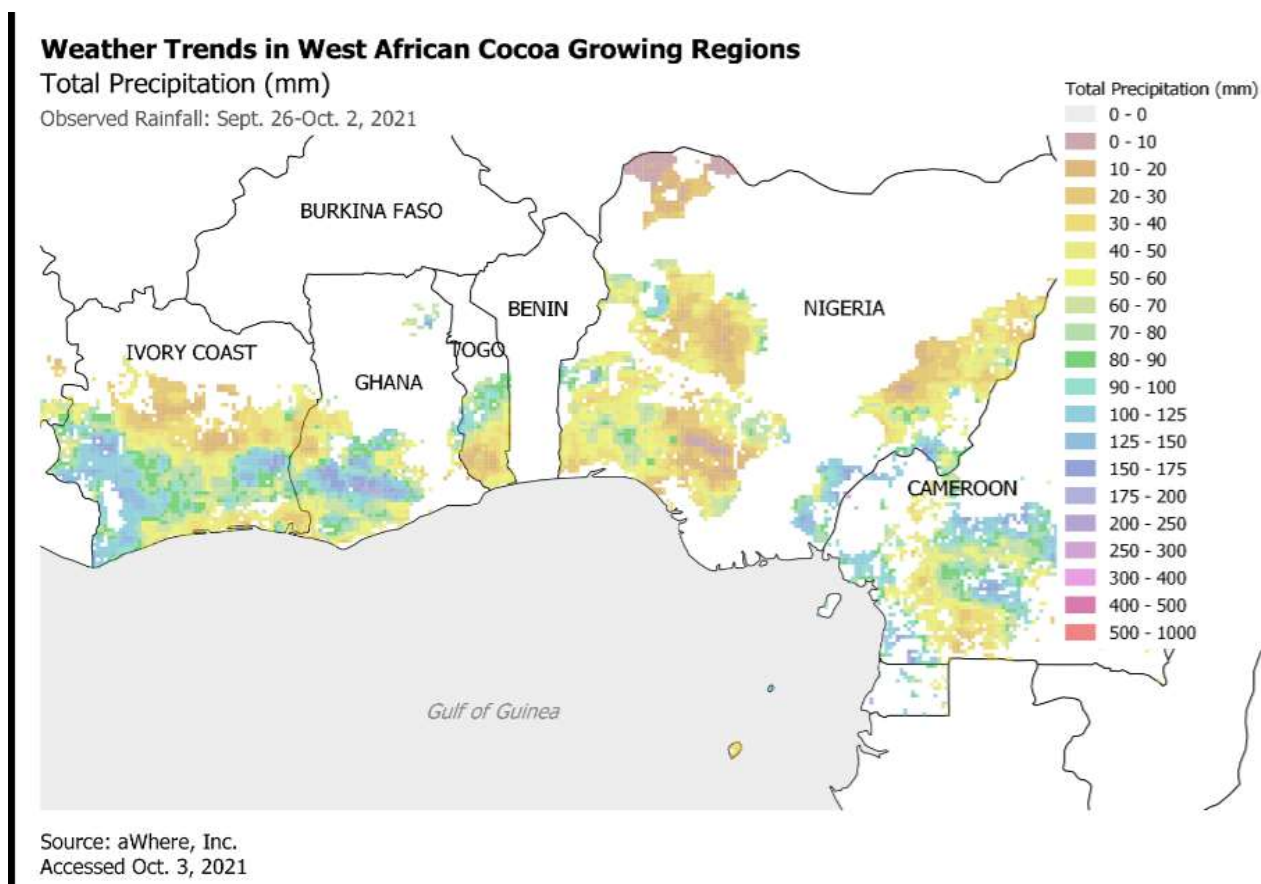 Weather Trends in West African Cocoa Growing Regions
Total Precipitation (mm)
Observed Rainfall: Sept. 26-Oct. 2, 2021
Total Precipitation (mm)
0 - 0
0 - 10
10 - 20
20 - 30
30 - 40
40 - 50
50 - 60
60 - 70
70 - 80
80 - 90
90 - 100
100 - 125
125 - 150
150 - 175
175 - 200
200 - 250
250 - 300
300 - 400
400 - 500
500 - 1000
BURKINA FASO
BENIN
NIGERIA
IVORY COAST
TOGO
GHANA
CAMEROON
Gulf of Guinea
Source: aWhere, Inc.
Accessed Oct. 3, 2021